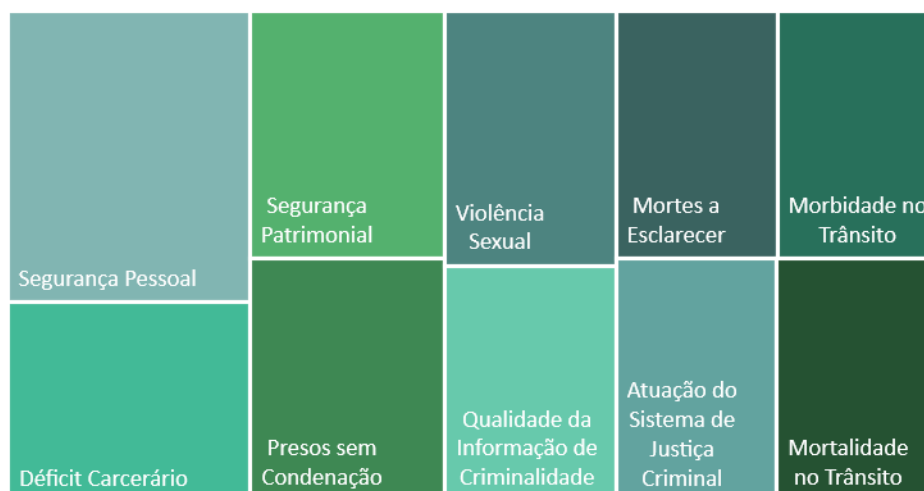 Segurança Pessoal
Segurança
Patrimonial
Violência
Sexual
Mortes a
Esclarecer
Morbidade no
Trânsito
Déficit Carcerário
Presos sem
Condenação
Qualidade da
Informação de
Criminalidade
Atuação do
Sistema de
Justiça
Criminal
Mortalidade
no Trânsito